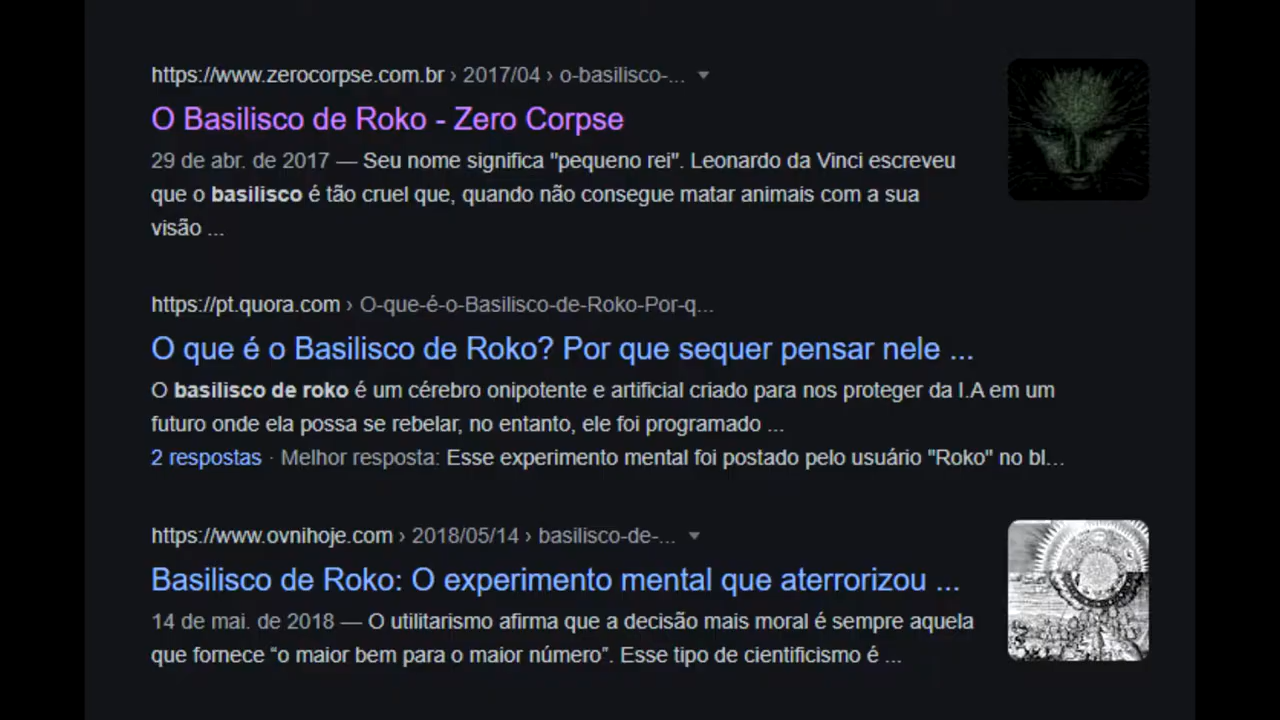 https://www.zerocorpse.com.br › 2017/04 › o-basilisco-...
O Basilisco de Roko - Zero Corpse
29 de abr. de 2017 — Seu nome significa "pequeno rei". Leonardo da Vinci escreveu
que o basilisco é tão cruel que, quando não consegue matar animais com a sua
visão ...
https://pt.quora.com › O-que-é-o-Basilisco-de-Roko-Por-q...
O que é o Basilisco de Roko? Por que sequer pensar nele ...
O basilisco de roko é um cérebro onipotente e artificial criado para nos proteger da I.A em um
futuro onde ela possa se rebelar, no entanto, ele foi programado ...
2 respostas · Melhor resposta: Esse experimento mental foi postado pelo usuário "Roko" no bl...
https://www.ovnihoje.com › 2018/05/14 › basilisco-de-...
Basilisco de Roko: O experimento mental que aterrorizou ...
14 de mai. de 2018 — O utilitarismo afirma que a decisão mais moral é sempre aquela
que fornece “o maior bem para o maior número”. Esse tipo de cientificismo é ...